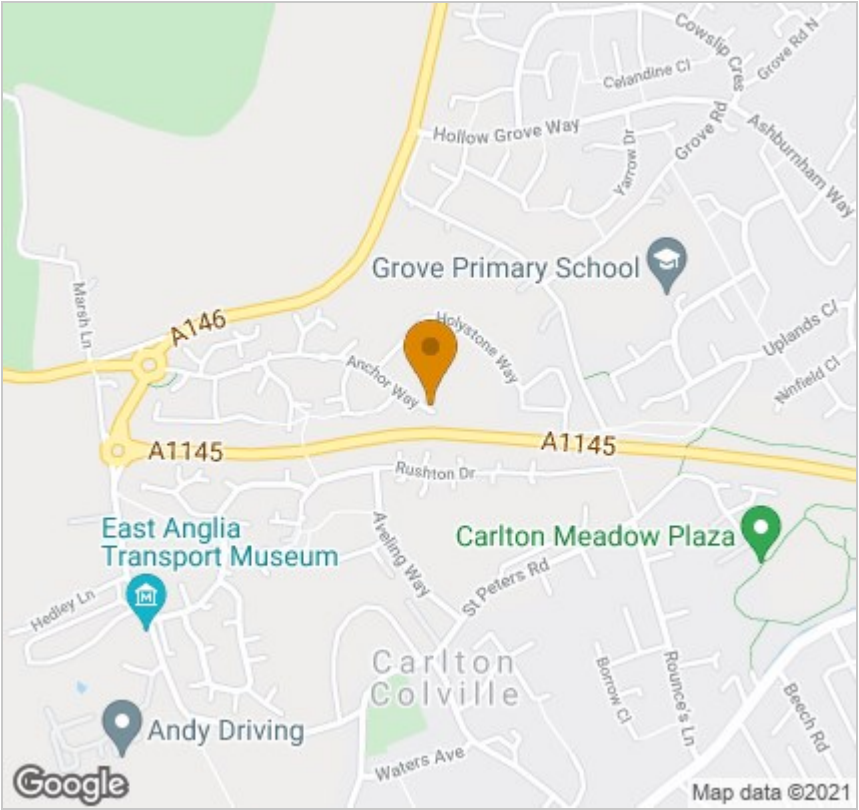 Cowslip Cres
Grove Rd N
Celandine Cl
Hollow Grove Way
Yarrow Dr
Grove Rd
Ashburnham Way
Grove Primary School
Marsh Ln
A146
Holystone Way
Uplands Cl
Anchor Way
Ninfield Cl
A1145
A1145
Rushton Dr
East Anglia
Transport Museum
Aveling Way
Carlton Meadow Plaza
St Peters Rd
Hedley Ln
M
Carlton
Colville
Borrow Cl
Rounce's Ln
Beech Rd
Andy Driving
Waters Ave
Google
Map data ©2021